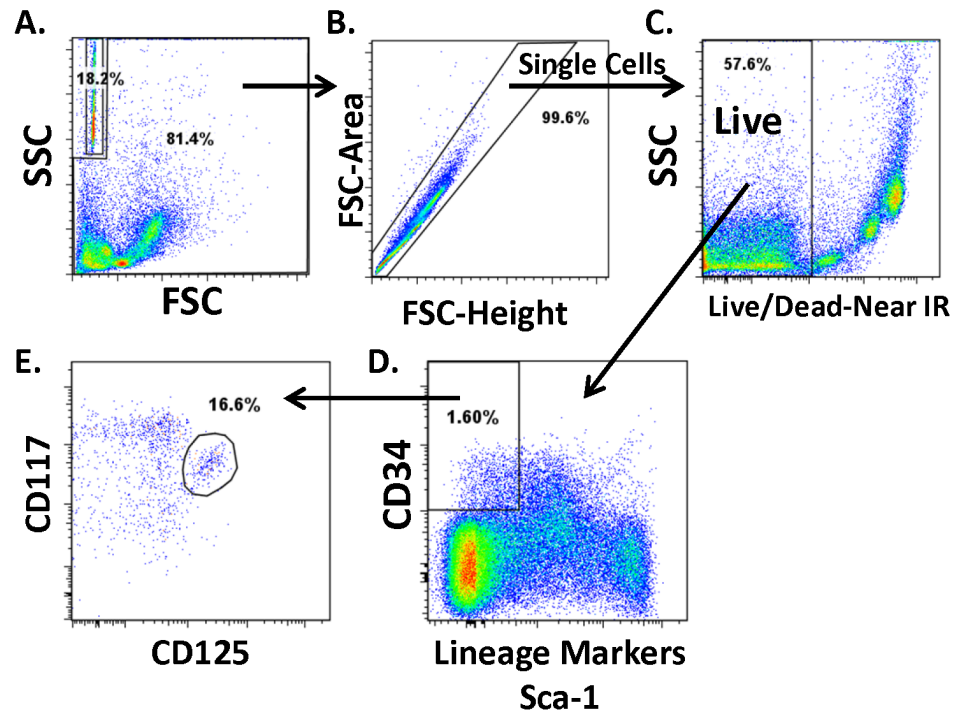 A.
18.2%
81.4%
SSC
FSC
B.
Single Cells
99.6%
FSC-Area
FSC-Height
C.
57.6%
Live
SSC
Live/Dead-Near IR
E.
16.6%
CD117
CD125
D.
1.60%
CD34
Lineage Markers
Sca-1